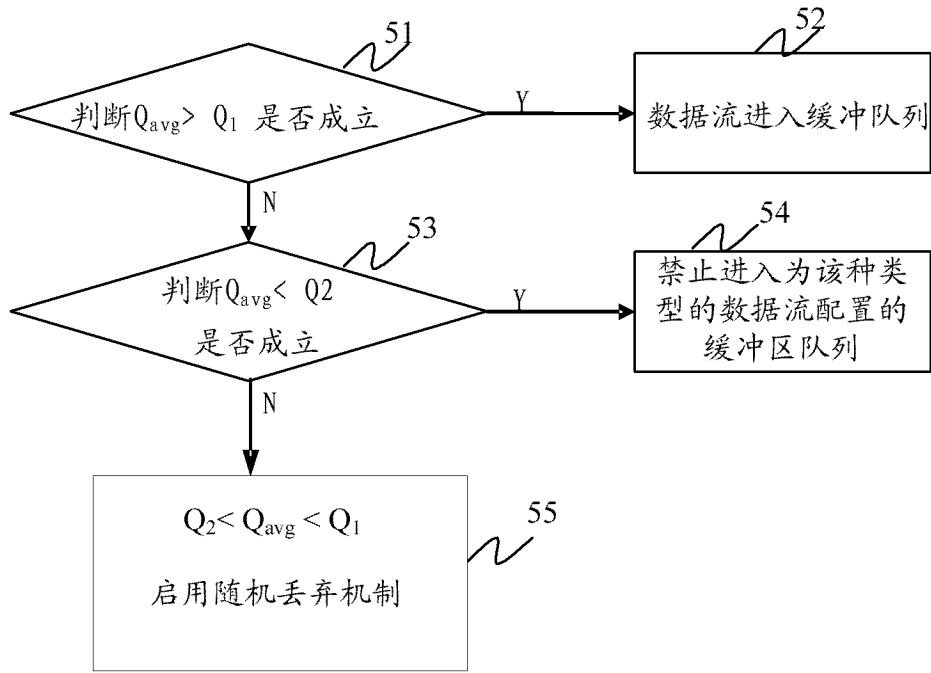 51
判断Qavg> Q1 是否成立
Y
52
数据流进入缓冲队列
N
53
判断Qavg< Q2
是否成立
Y
54
禁止进入为该种类
型的数据流配置的
缓冲区队列
N
55
Q2< Qavg < Q1
启用随机丢弃机制